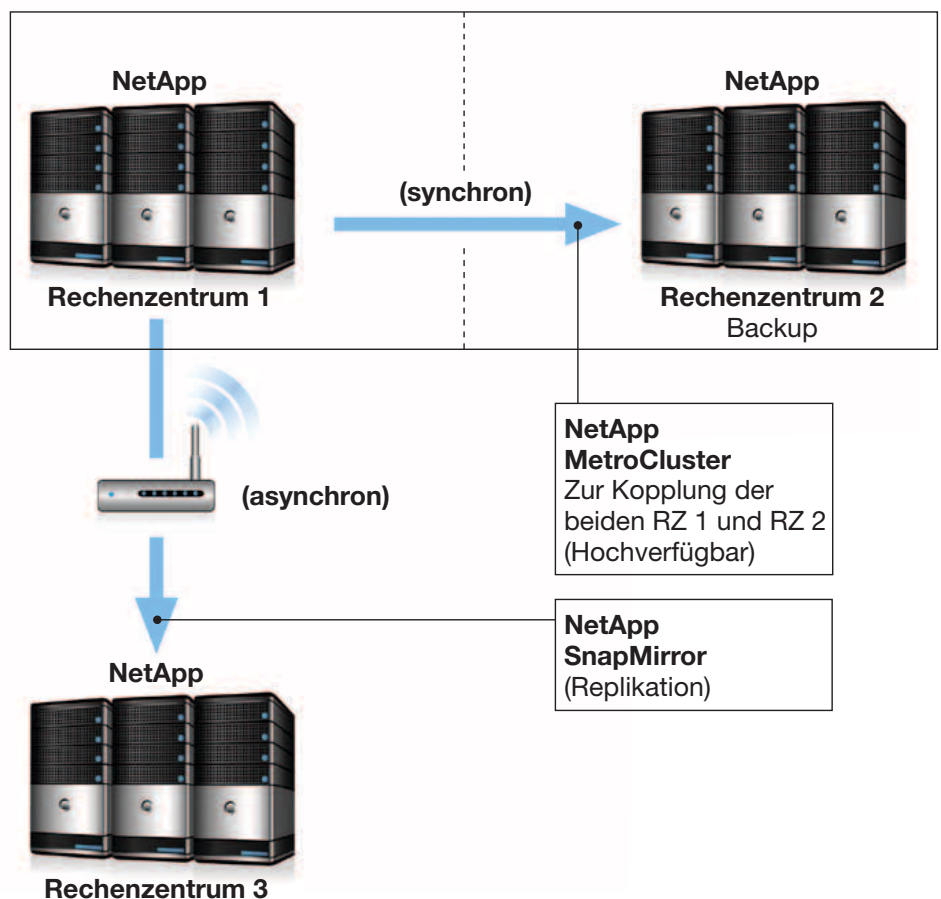 NetApp
NetApp
(synchron)
Rechenzentrum 1
Rechenzentrum 2
Backup
NetApp
MetroCluster
Zur Kopplung der
beiden RZ 1 und RZ 2
(Hochverfügbar)
(asynchron)
NetApp
SnapMirror
(Replikation)
NetApp
Rechenzentrum 3